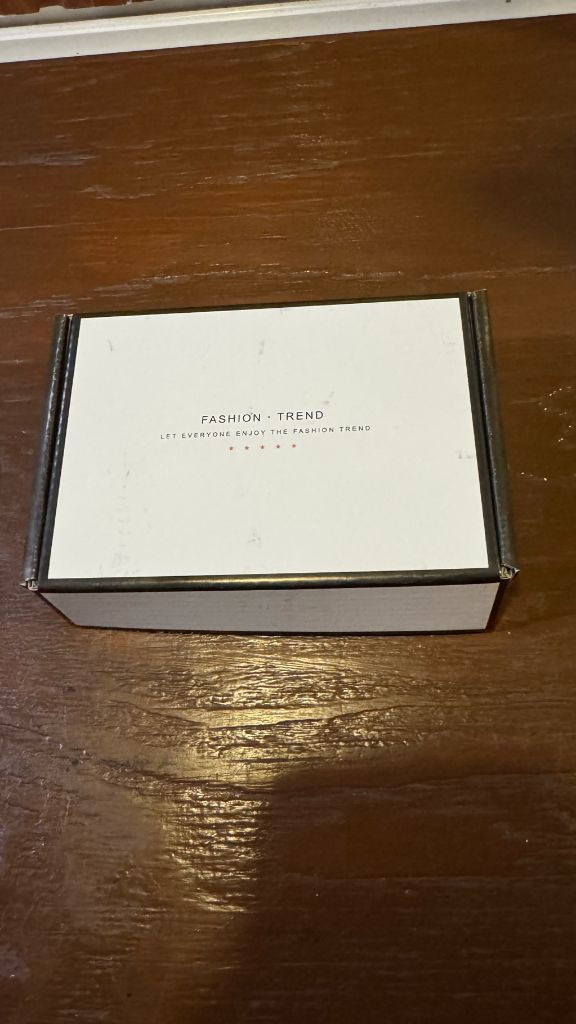 FASHION · TREND
LET EVERYONE ENJOY THE FASHION TREND